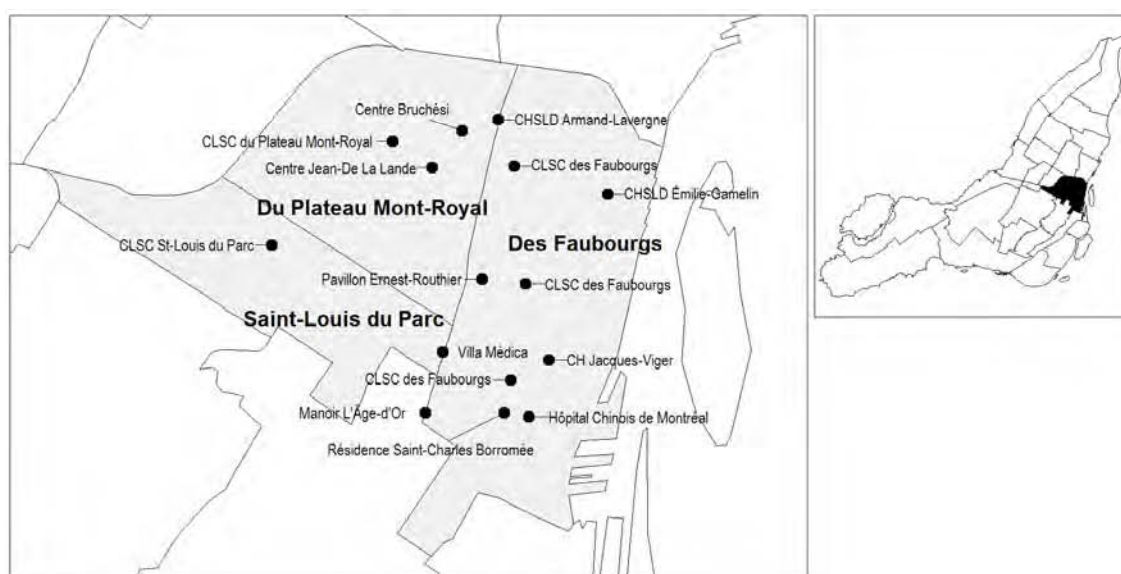 Centre Bruchési
CHSLD Armand-Lavergne
CLSC du Plateau Mont-Royal
Centre Jean-De La Lande
CLSC des Faubourgs
CHSLD Émilie-Gamelin
Du Plateau Mont-Royal
CLSC St-Louis du Parc
Des Faubourgs
Pavillon Ernest-Routhier
CLSC des Faubourgs
Saint-Louis du Parc
Villa Médica
CH Jacques-Viger
CLSC des Faubourgs
Manoir L'Âge-d'Or
Hôpital Chinois de Montréal
Résidence Saint-Charles Borromée